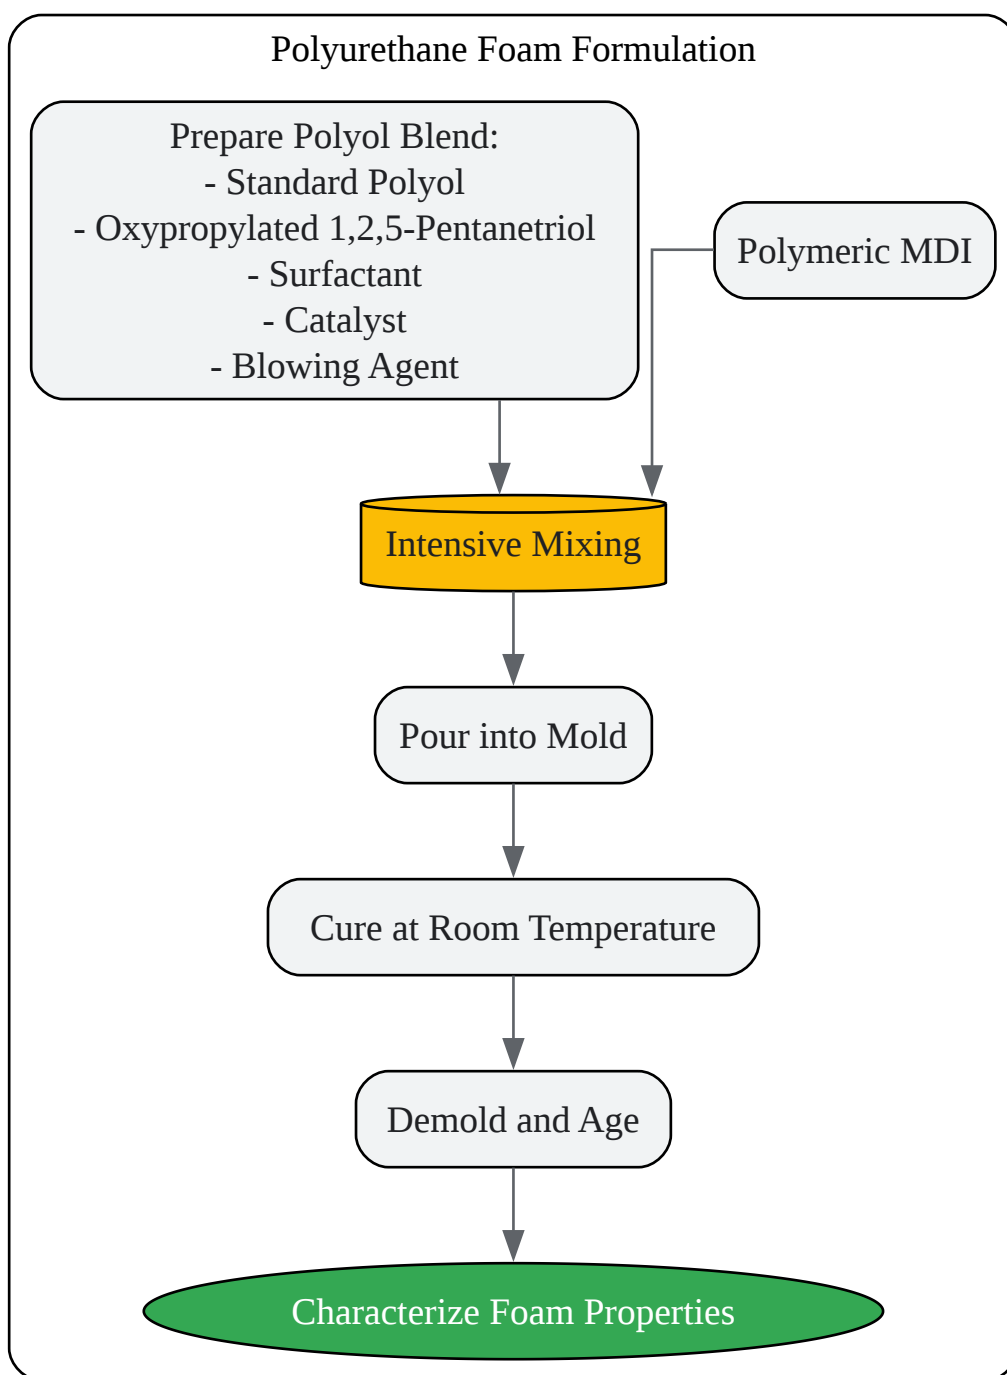 Polyurethane Foam Formulation
Prepare Polyol Blend:
- Standard Polyol
- Oxypropylated 1,2,5-Pentanetriol
- Surfactant
- Catalyst
- Blowing Agent
Polymeric MDI
Intensive Mixing
Pour into Mold
Cure at Room Temperature
Demold and Age
Characterize Foam Properties